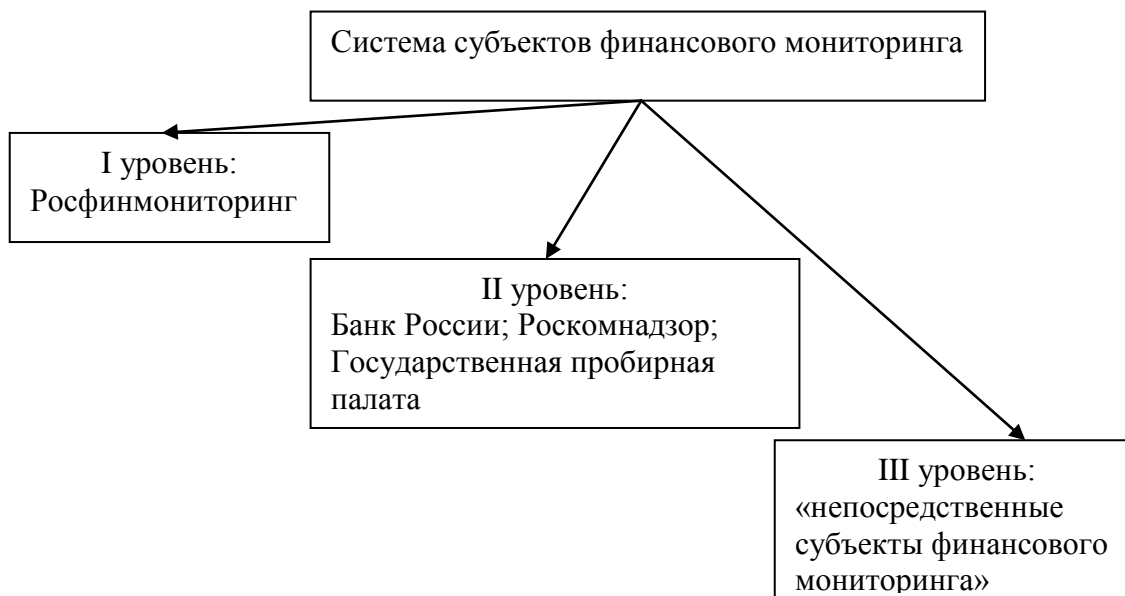 Система субъектов финансового мониторинга
I уровень:
Росфинмониторинг
II уровень:
Банк России; Роскомнадзор;
Государственная пробирная
палата
III уровень:
«непосредственные
субъекты финансового
мониторинга»